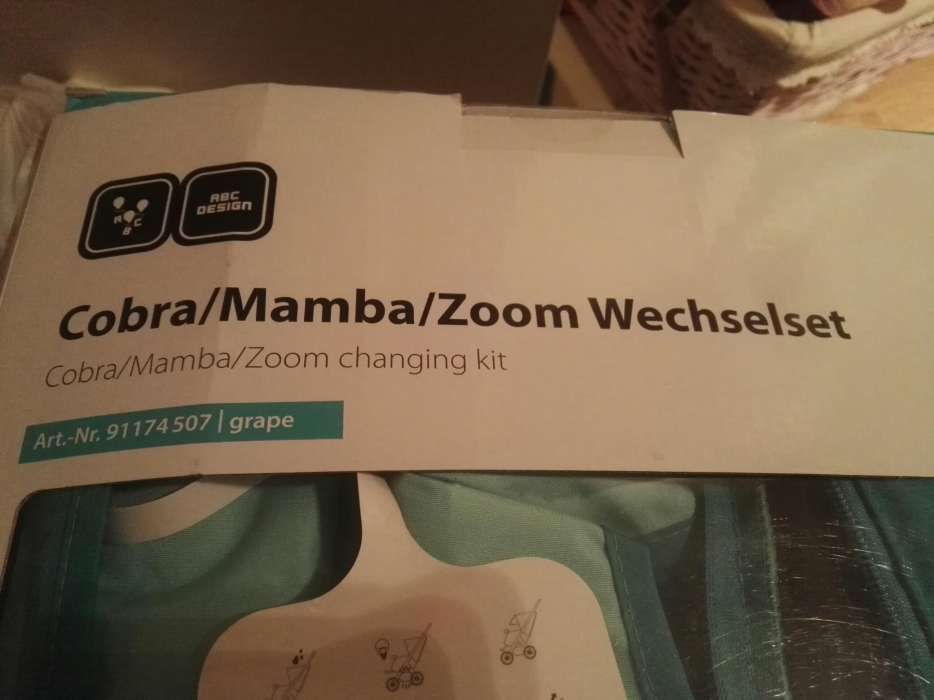 A B C
ABC
DESIGN
Cobra/Mamba/Zoom Wechselset
Cobra/Mamba/Zoom changing kit
Art.-Nr. 91174507 | grape